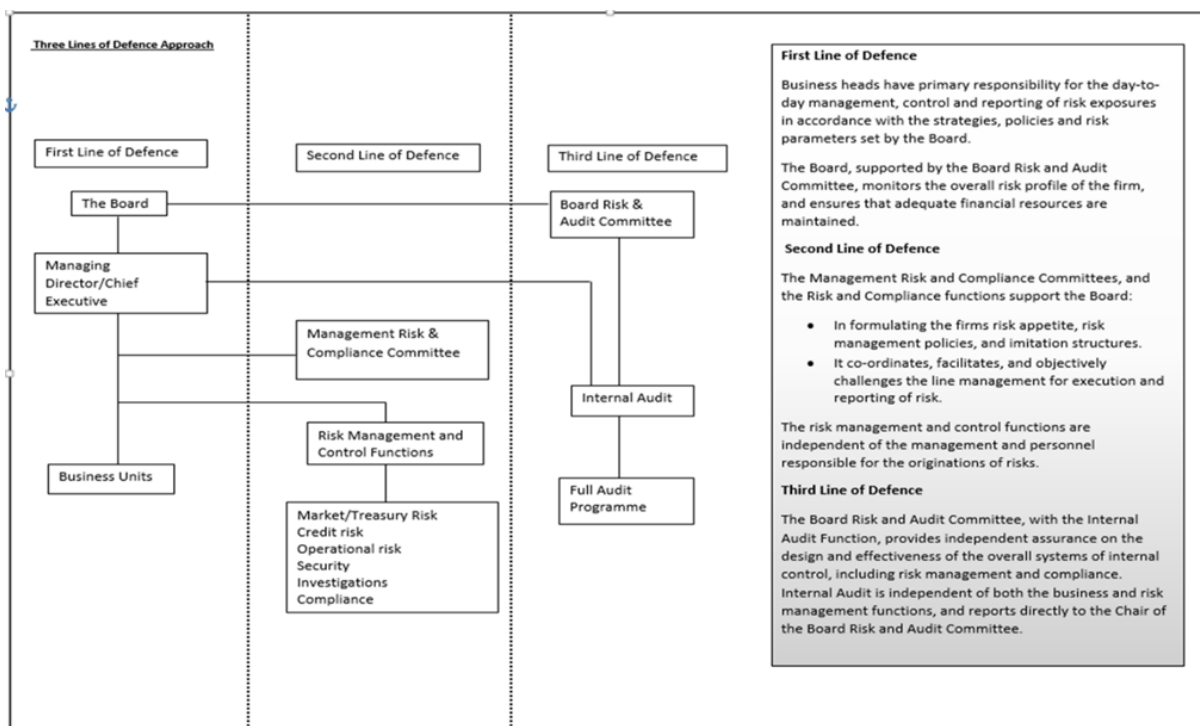 Three Lines of Defence Approach
First Line of Defence
Second Line of Defence
Third Line of Defence
The Board
Board Risk &
Audit Committee
Managing
Director/Chief
Executive
Management Risk &
Compliance Committee
Internal Audit
Risk Management and
Control Functions
Business Units
Full Audit
Programme
Market/Treasury Risk
Credit risk
Operational risk
Security
Investigations
Compliance
First Line of Defence
Business heads have primary responsibility for the day-to-
day management, control and reporting of risk exposures
in accordance with the strategies, policies and risk
parameters set by the Board.
The Board, supported by the Board Risk and Audit
Committee, monitors the overall risk profile of the firm,
and ensures that adequate financial resources are
maintained.
Second Line of Defence
The Management Risk and Compliance Committees, and
the Risk and Compliance functions support the Board:
• In formulating the firms risk appetite, risk
management policies, and imitation structures.
• It co-ordinates, facilitates, and objectively
challenges the line management for execution and
reporting of risk.
The risk management and control functions are
independent of the management and personnel
responsible for the originations of risks.
Third Line of Defence
The Board Risk and Audit Committee, with the Internal
Audit Function, provides independent assurance on the
design and effectiveness of the overall systems of internal
control, including risk management and compliance.
Internal Audit is independent of both the business and risk
management functions, and reports directly to the Chair of
the Board Risk and Audit Committee.